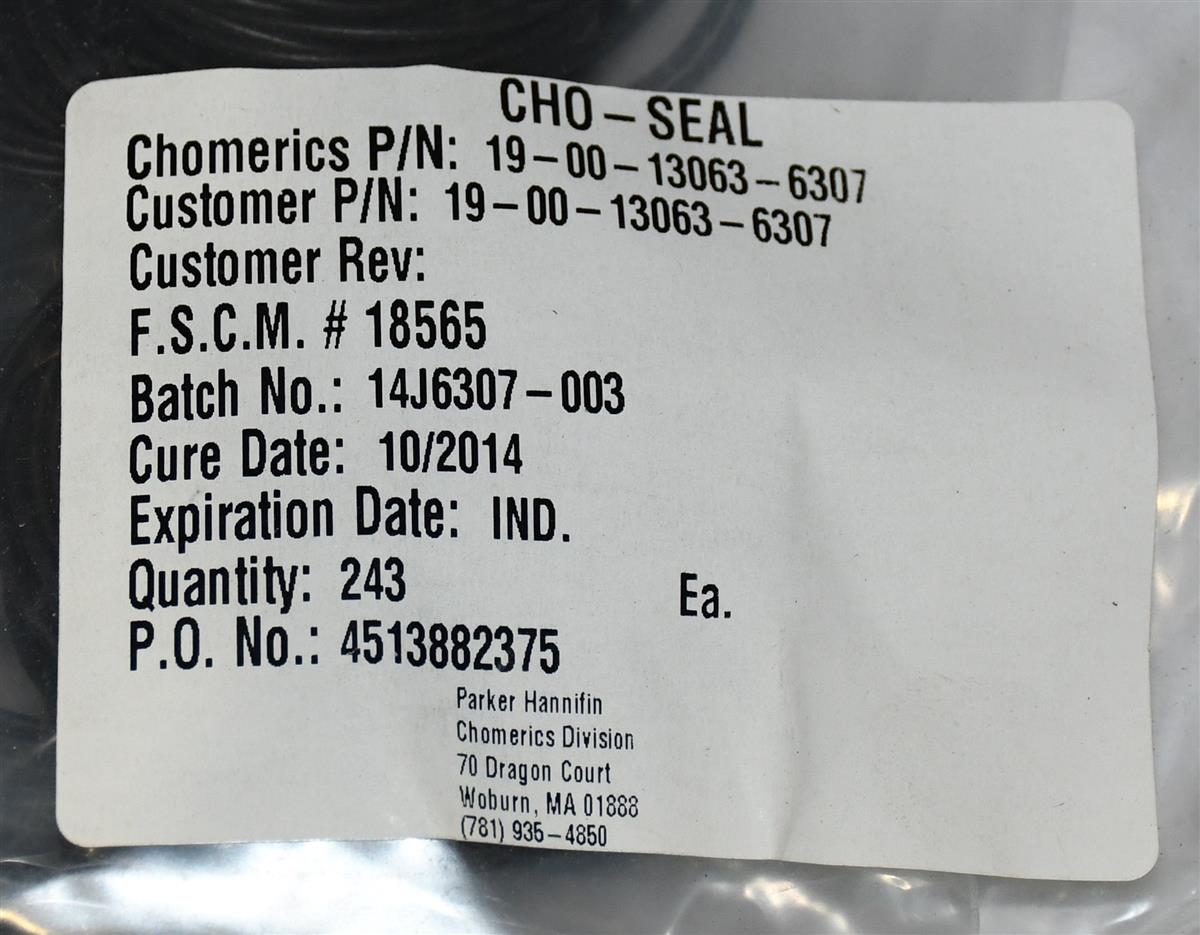 CHO-SEAL
Chomerics P/N: 19-00-13063-6307
Customer P/N: 19-00-13063-6307
Customer Rev:
F.S.C.M. # 18565
Batch No.: 14J6307-003
Cure Date: 10/2014
Expiration Date: IND.
Quantity: 243 Ea.
P.O. No.: 4513882375
Parker Hannifin
Chomerics Division
70 Dragon Court
Woburn, MA 01888
(781) 935-4850